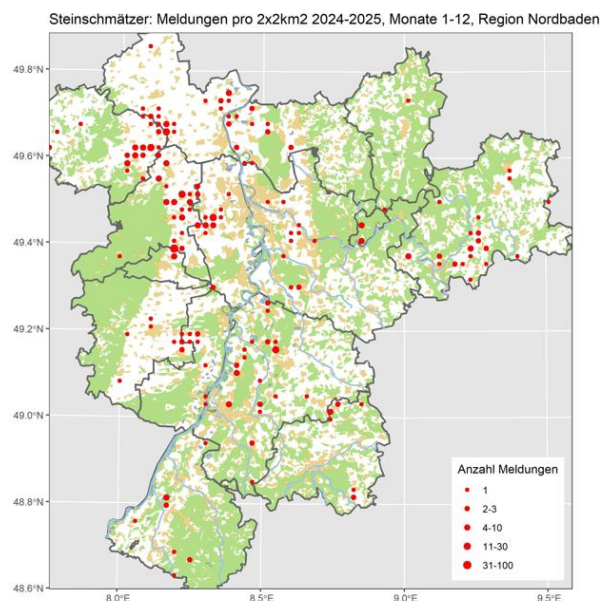 Steinschmätzer: Meldungen pro 2x2km2 2024-2025, Monate 1-12, Region Nordbaden
49.8°N
49.6°N
49.4°N
49.2°N
49.0°N
48.8°N
48.6°N
8.0°E 8.5°E 9.0°E 9.5°E
Anzahl Meldungen
1
2-3
4-10
11-30
31-100